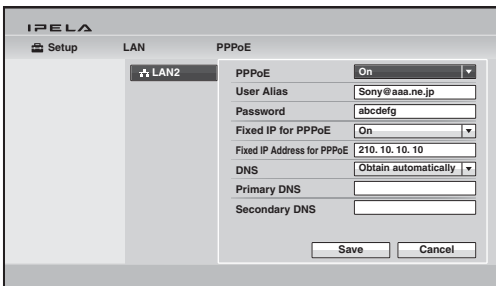 IPELA
Setup LAN PPPoE
LAN2
PPPoE On
User Alias Sony@aaa.ne.jp
Password abcdefg
Fixed IP for PPPoE On
Fixed IP Address for PPPoE 210. 10. 10. 10
DNS Obtain automatically
Primary DNS
Secondary DNS
Save Cancel